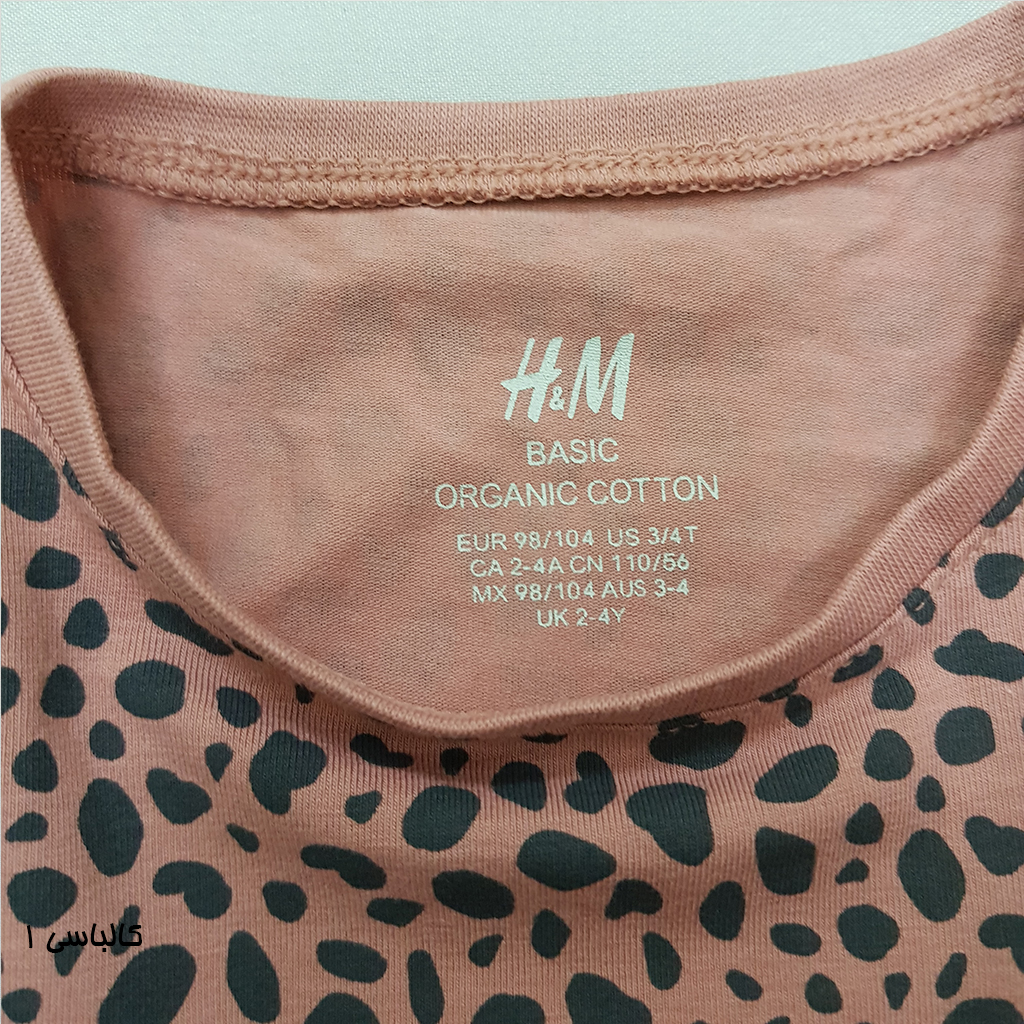 H&M
BASIC
ORGANIC COTTON
EUR 98/104 US 3/4T
CA 2-4A CN 110/56
MX 98/104 AUS 3-4
UK 2-4Y
کالباسی ۱